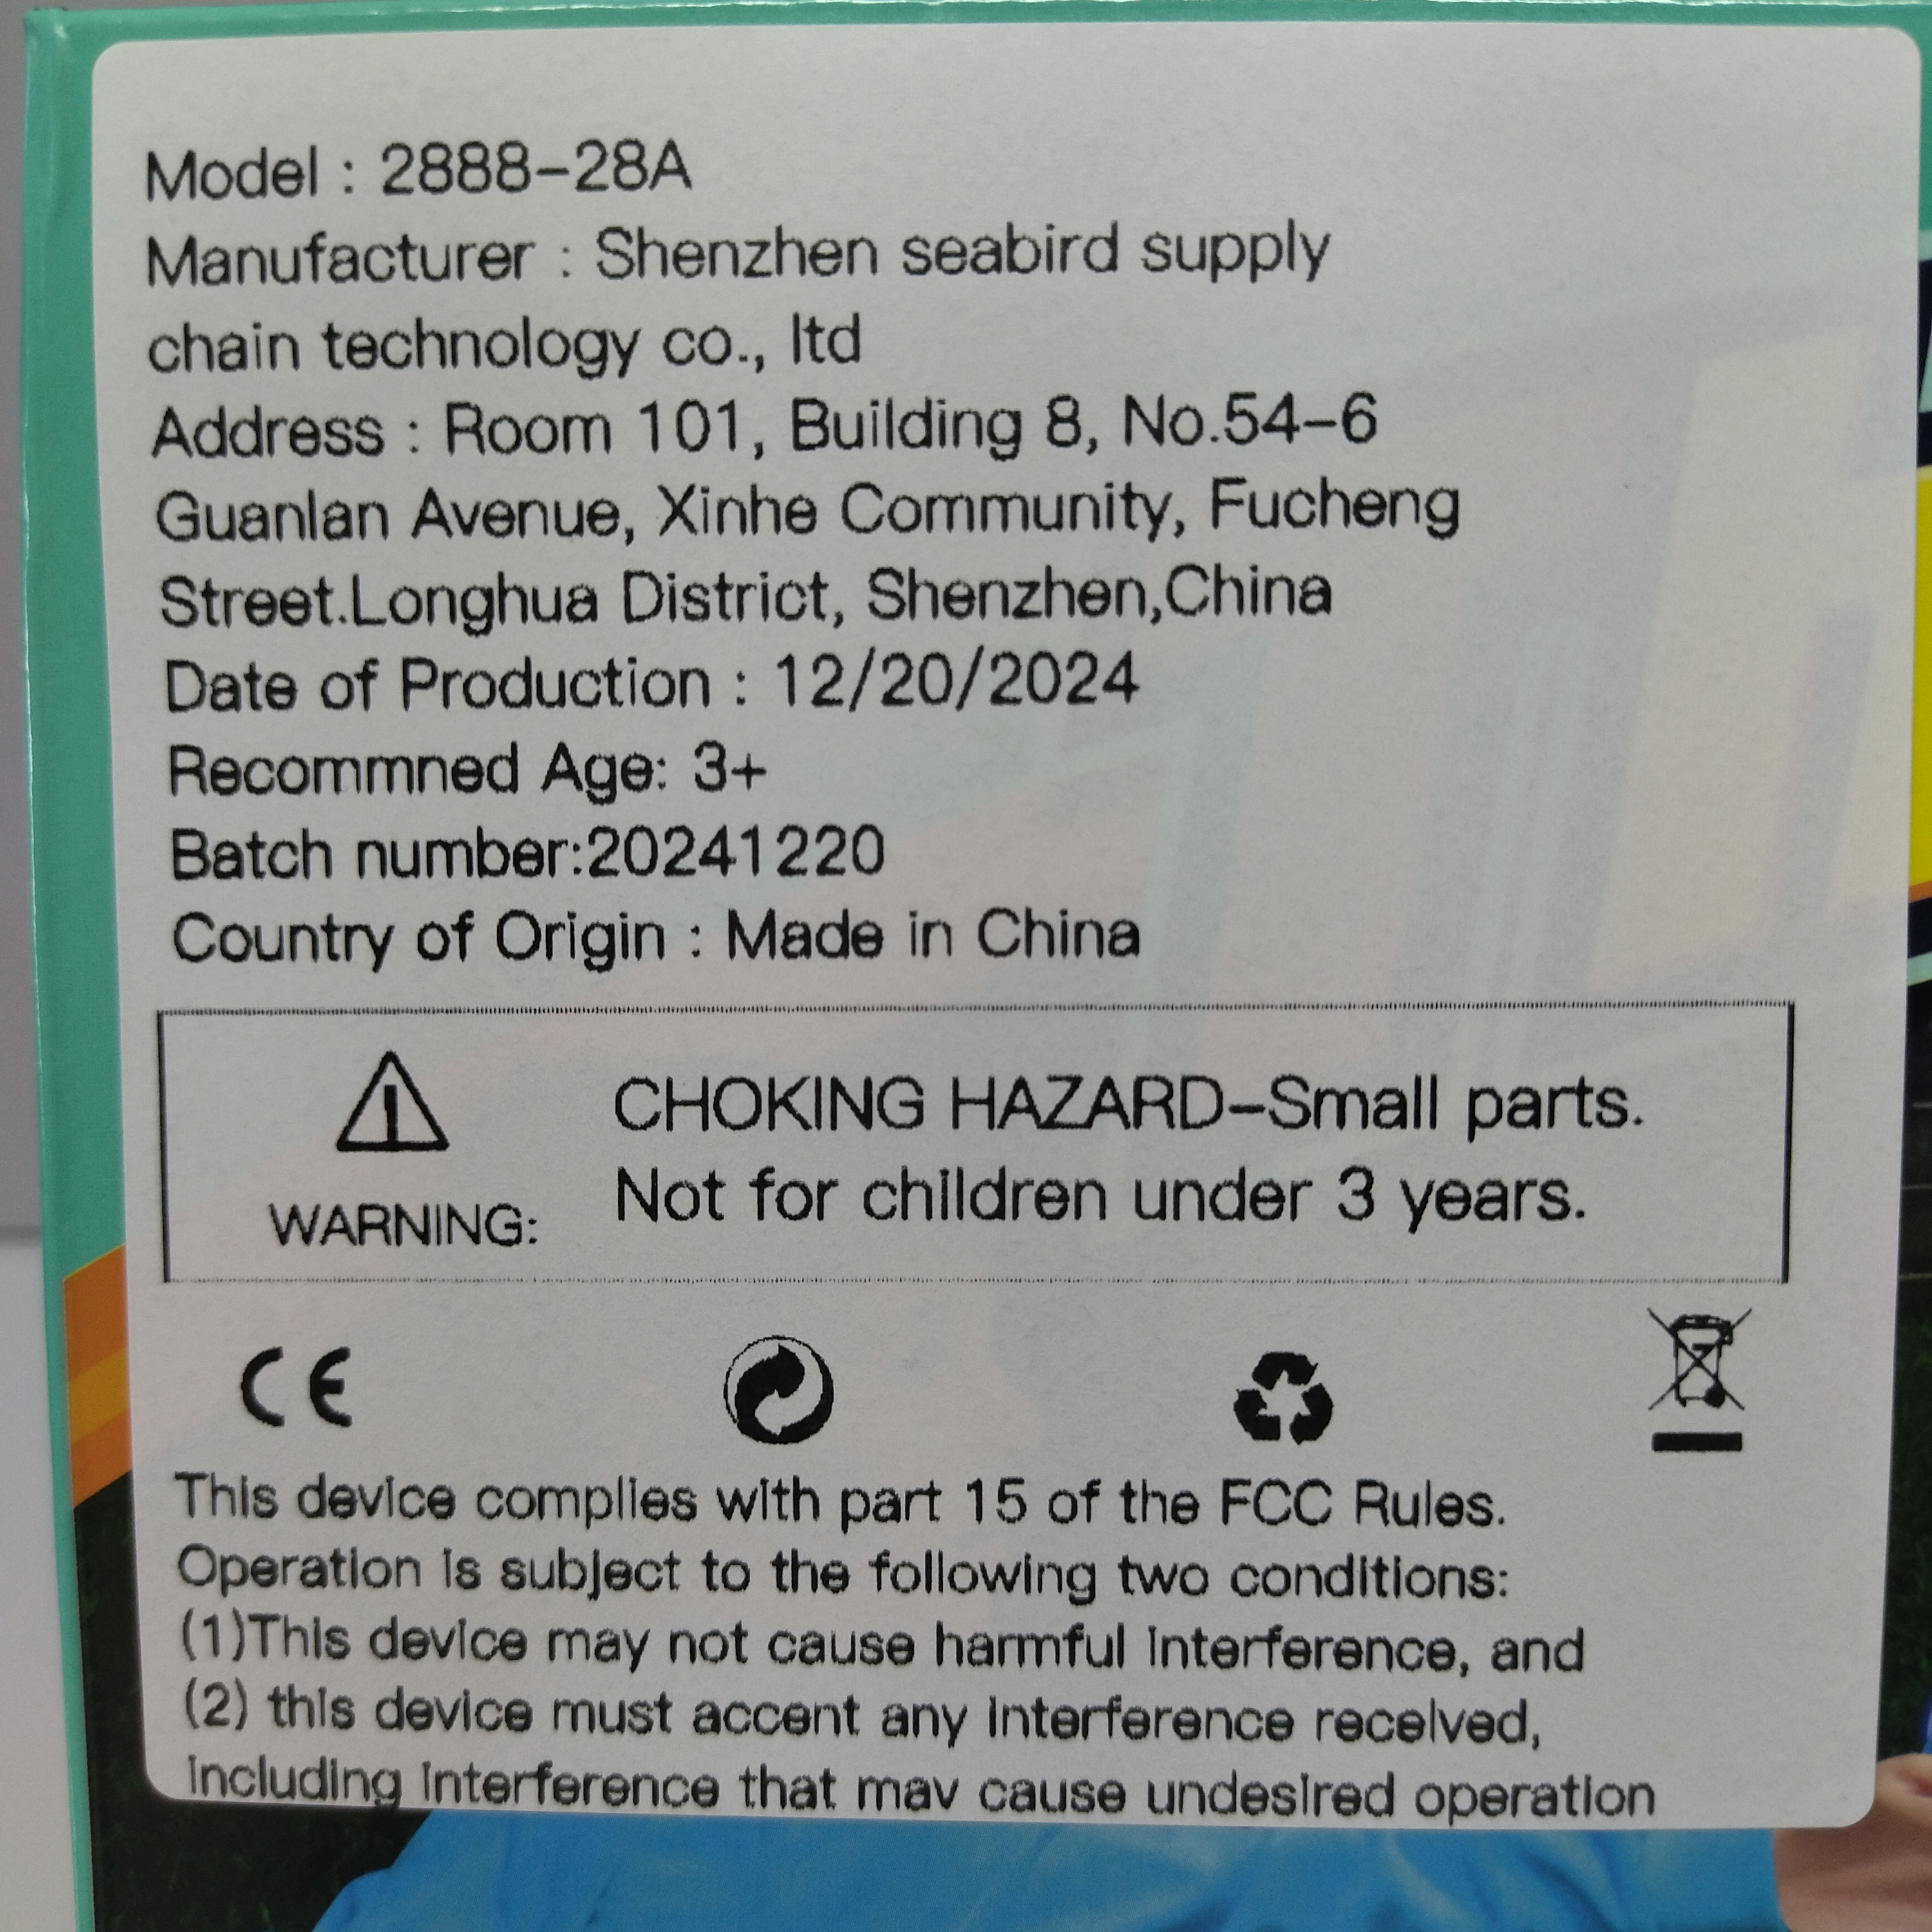 Model : 2888-28A
Manufacturer : Shenzhen seabird supply
chain technology co., ltd
Address : Room 101, Building 8, No.54-6
Guanlan Avenue, Xinhe Community, Fucheng
Street.Longhua District, Shenzhen,China
Date of Production : 12/20/2024
Recommned Age: 3+
Batch number:20241220
Country of Origin : Made in China
CHOKING HAZARD-Small parts.
Not for children under 3 years.
WARNING:
CE
This device complies with part 15 of the FCC Rules.
Operation is subject to the following two conditions:
(1)This device may not cause harmful interference, and
(2) this device must accent any interference received,
including interference that mav cause undesired operation